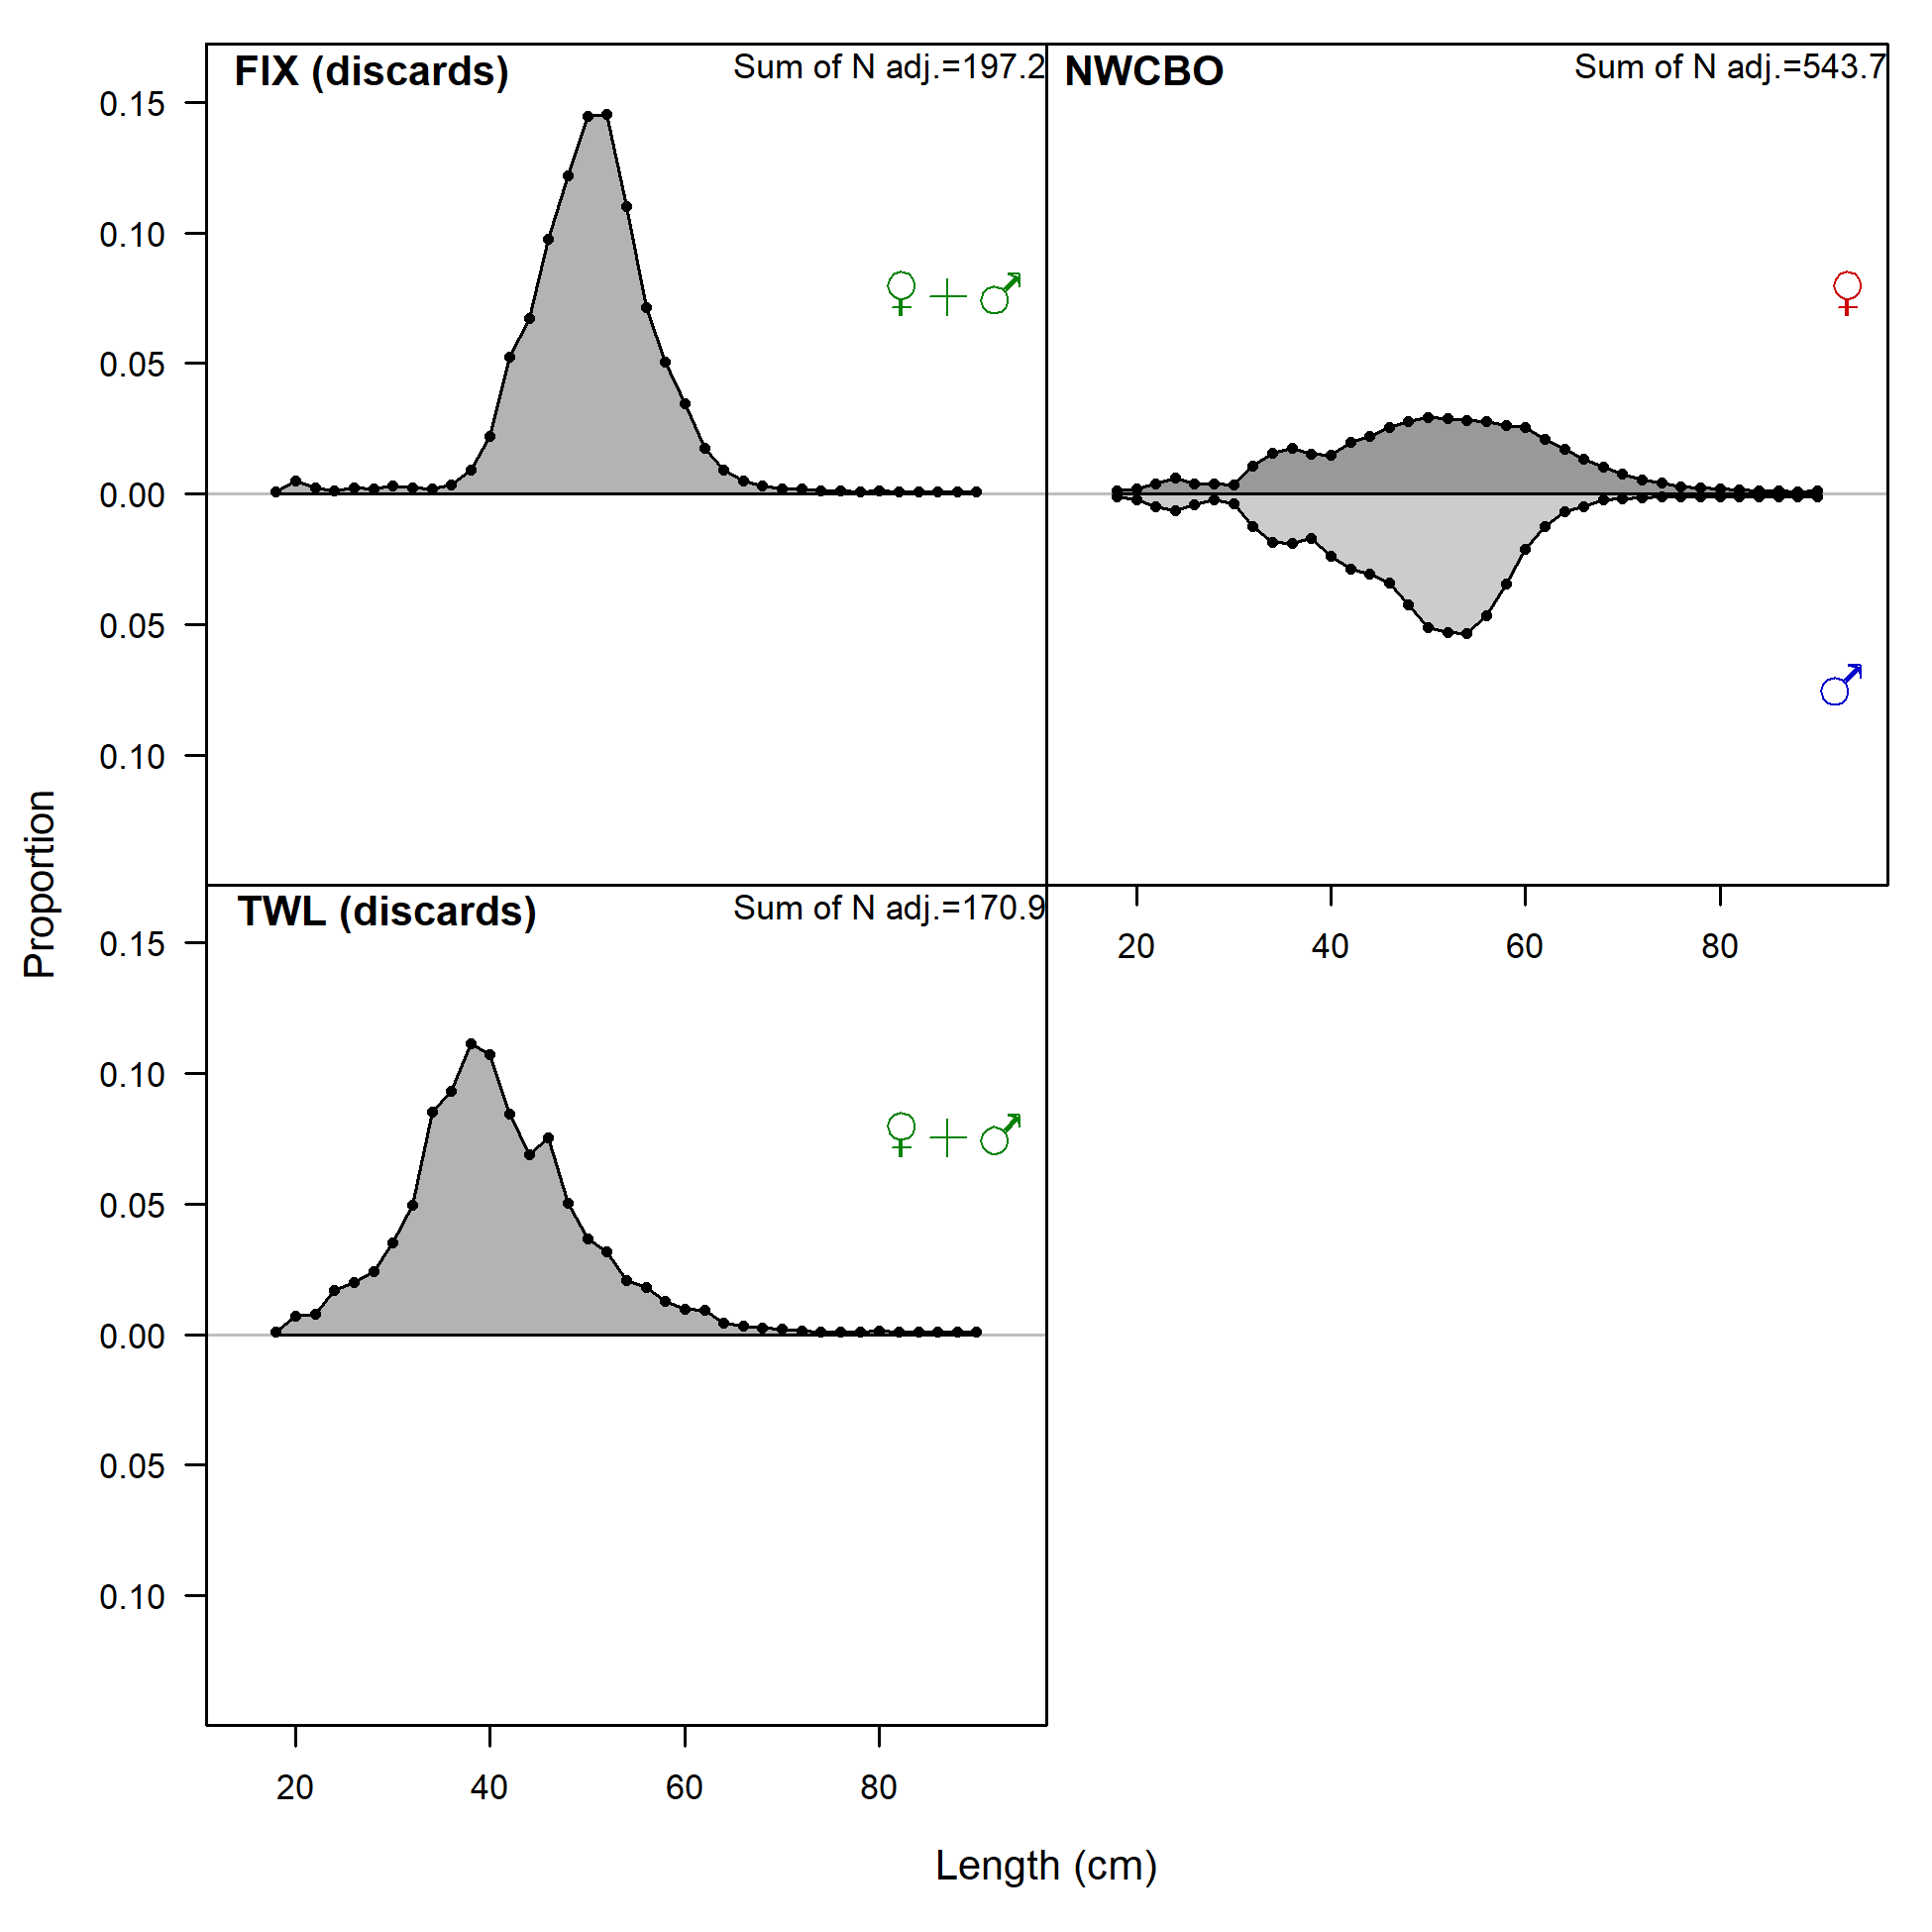 FIX (discards)
Sum of N adj.=197.2
NWCBO
Sum of N adj.=543.7
0.15
0.10
0.05
0.00
0.05
0.10
♀+♂
♀
♂
20 40 60 80
TWL (discards)
Sum of N adj.=170.9
0.15
0.10
0.05
0.00
0.05
0.10
♀+♂
20 40 60 80
Proportion
Length (cm)